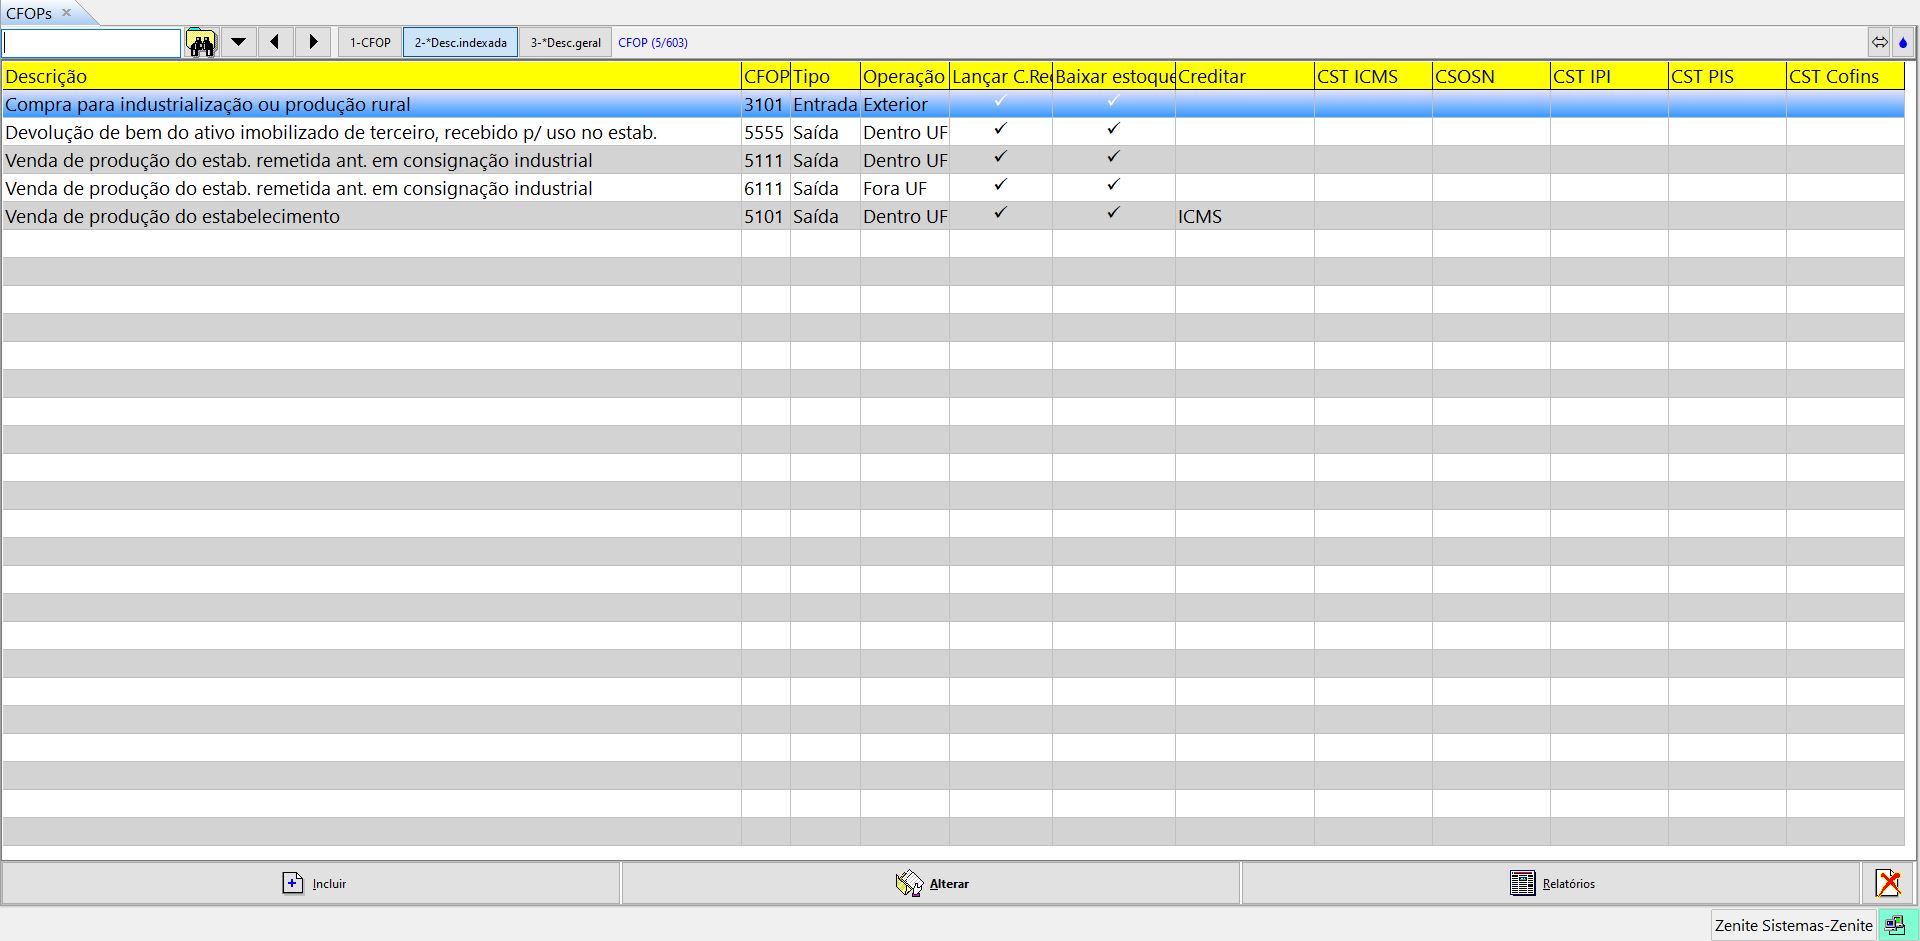 CFOPs
1-CFOP 2-*Desc.indexada 3-*Desc.geral CFOP (5/603)
Descrição CFOP Tipo Operação Lançar C.Rec Baixar estoque Creditar CST ICMS CSOSN CST IPI CST PIS CST Cofins
Compra para industrialização ou produção rural 3101 Entrada Exterior
Devolução de bem do ativo imobilizado de terceiro, recebido p/ uso no estab. 5555 Saída Dentro UF
Venda de produção do estab. remetida ant. em consignação industrial 5111 Saída Dentro UF
Venda de produção do estab. remetida ant. em consignação industrial 6111 Saída Fora UF
Venda de produção do estabelecimento 5101 Saída Dentro UF ICMS
Incluir Alterar Relatórios
Zenite Sistemas-Zenite